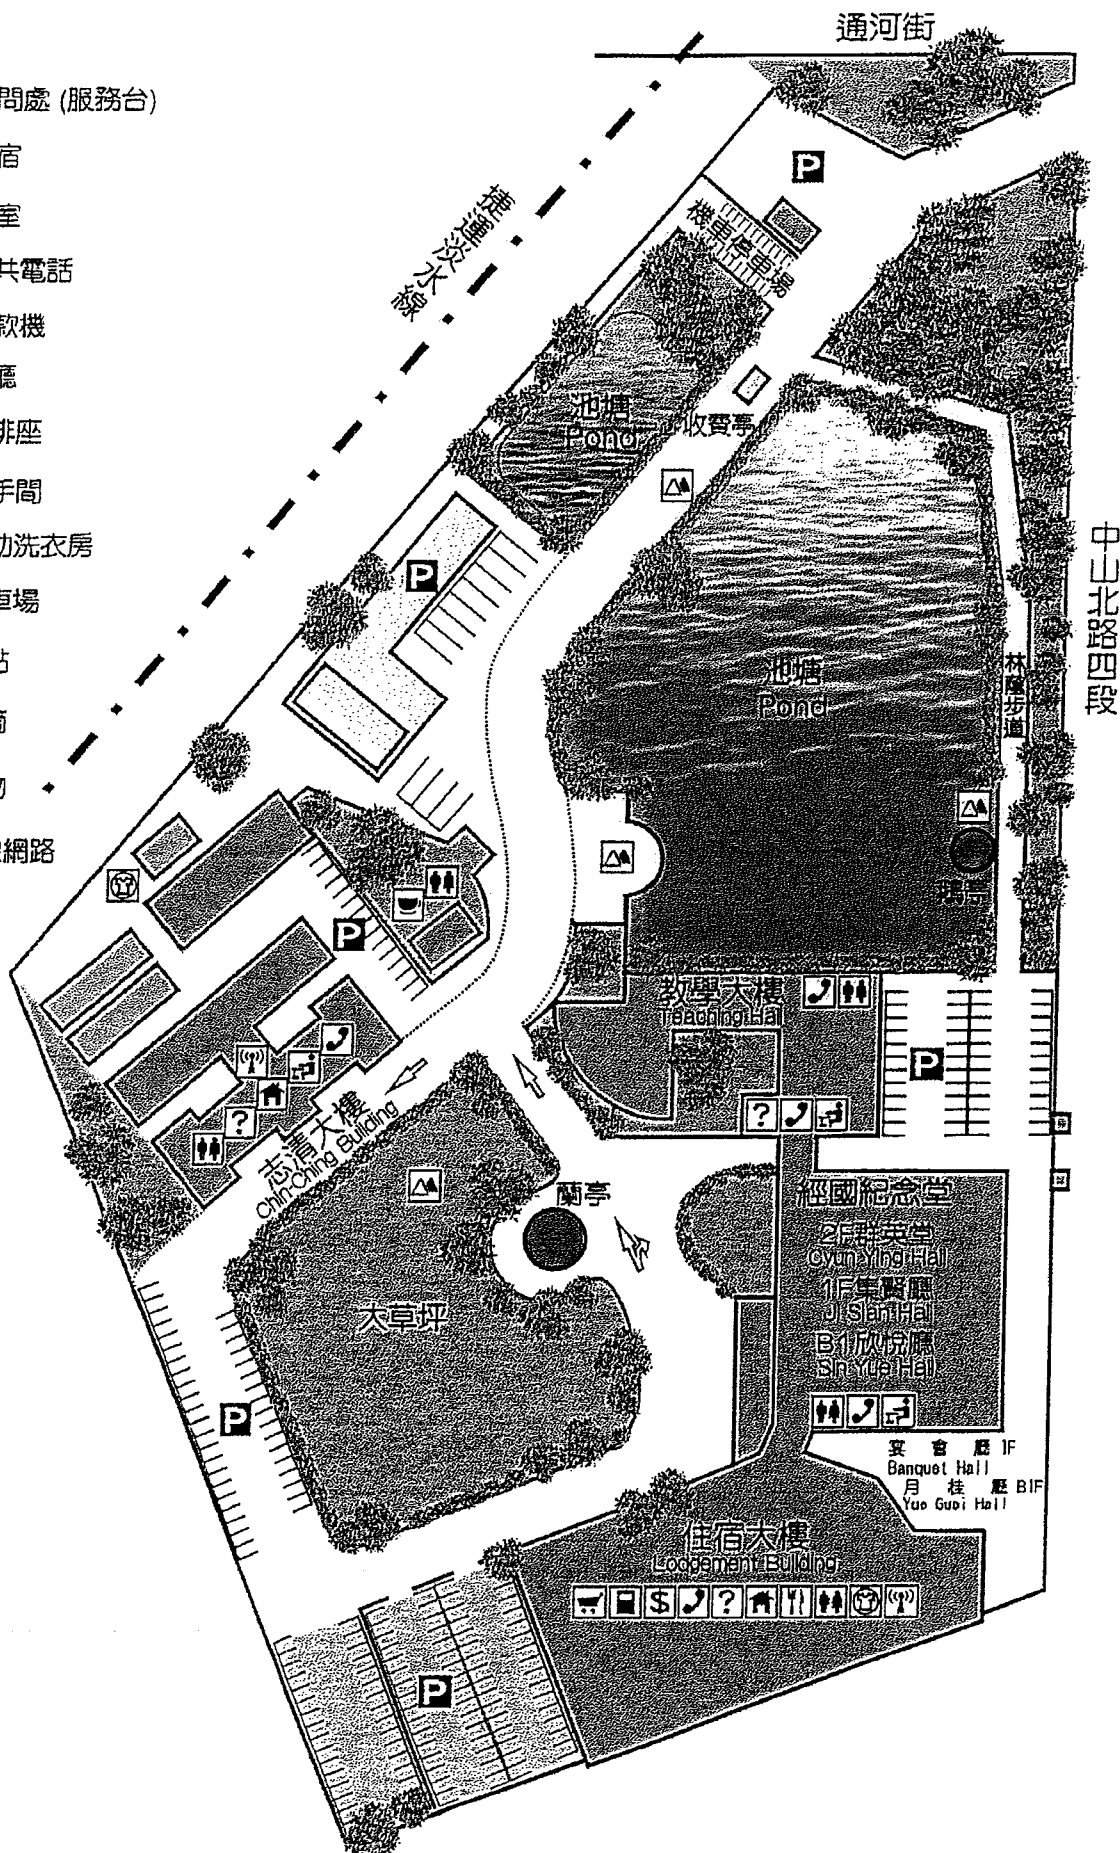 通河街
問處 (服務台)
宿
室
共電話
款機
廳
排座
手間
動洗衣房
車場
點
網路
捷運淡水線
P
機車停車場
池塘
Pond
收費亭
P
池塘
Pond
林蔭步道
中山北路四段
鵝亭
P
教學大樓
Teaching Hall
P
?
?
志清大樓
Chin-Ching Building
蘭亭
經國紀念堂
2F群英堂
Cyun Ying Hall
1F集賢廳
Ji Sian Hall
B1欣悅廳
Sin Yue Hall
大草坪
P
宴會廳 1F
Banquet Hall
月桂廳 B1F
Yue Guei Hall
住宿大樓
Lodgement Building
$ ?
P